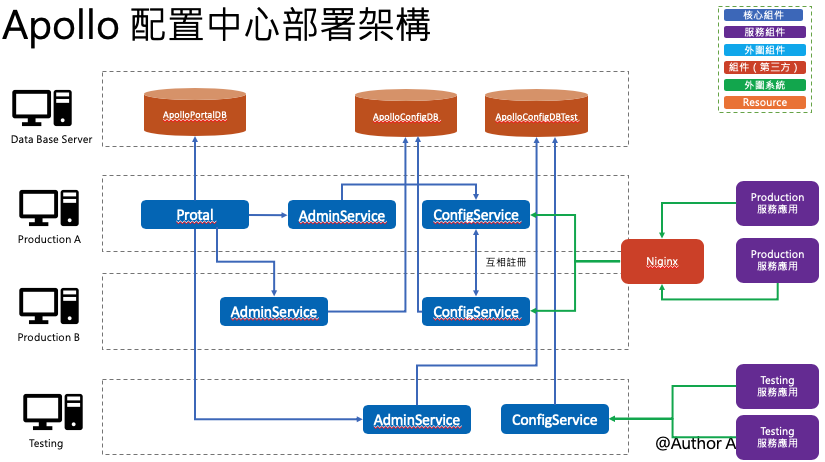 Apollo 配置中心部署架構
核心組件
服務組件
外圍組件
組件（第三方）
外圍系統
Resource
Data Base Server
ApolloPortalDB
ApolloConfigDB
ApolloConfigDBTest
Production A
Protal
AdminService
ConfigService
互相註冊
Niginx
Production
服務應用
Production
服務應用
Production B
AdminService
ConfigService
Testing
AdminService
ConfigService
Testing
服務應用
Testing
服務應用
@Author A